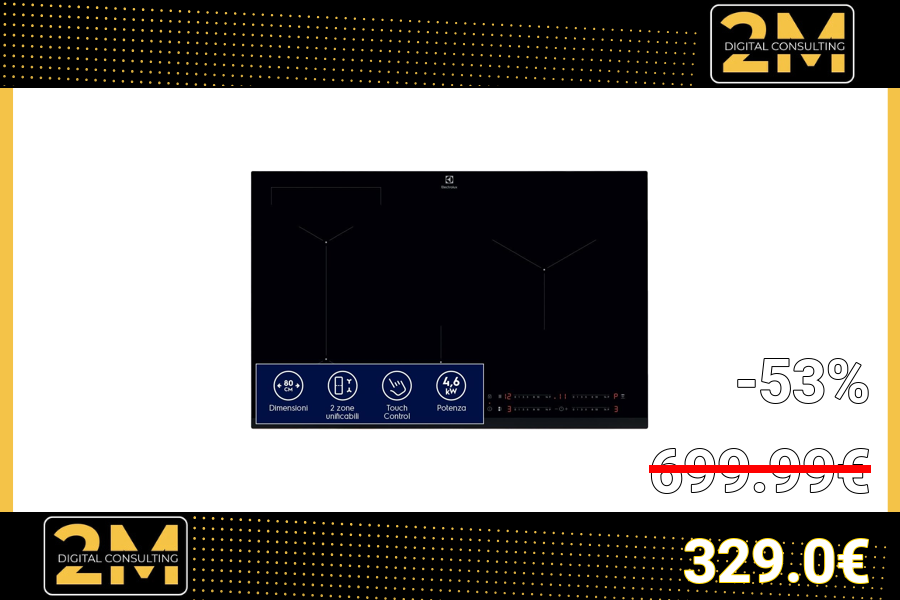 2M
DIGITAL CONSULTING
Electrolux
80
CM
4,6
kW
Dimensioni
2 zone
unificabili
Touch
Control
Potenza
-53%
699.99€
2M
DIGITAL CONSULTING
329.0€